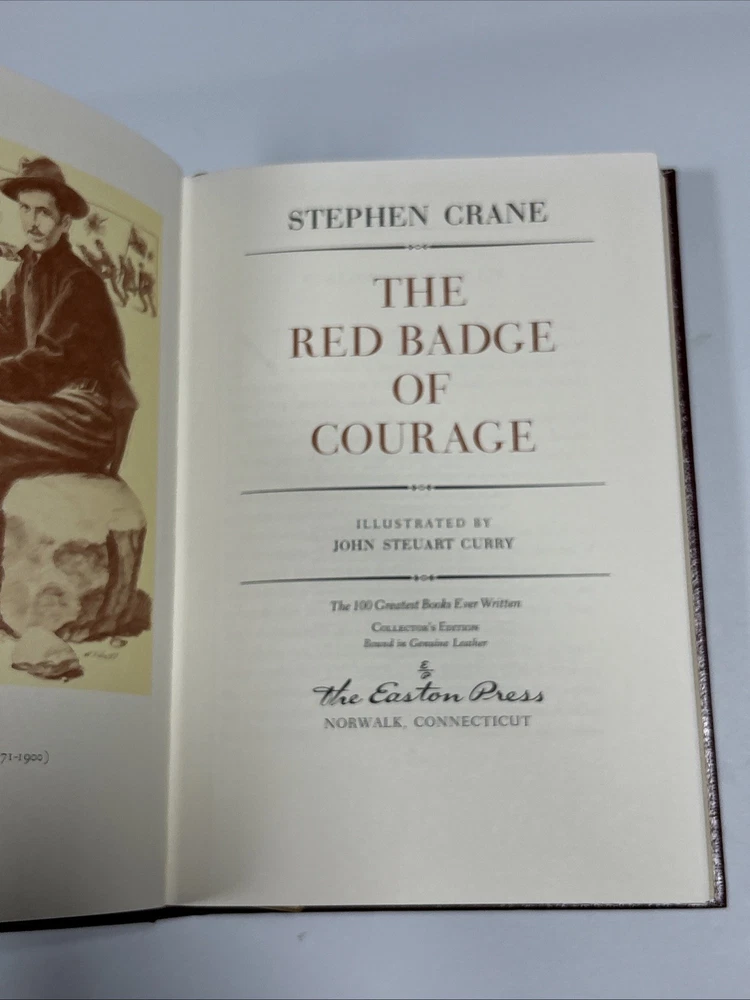 71-1900)
STEPHEN CRANE
THE
RED BADGE
OF
COURAGE
ILLUSTRATED BY
JOHN STEUART CURRY
The 100 Greatest Books Ever Written
COLLECTOR'S EDITION
Bound in Genuine Leather
E/P
The Easton Press
NORWALK, CONNECTICUT